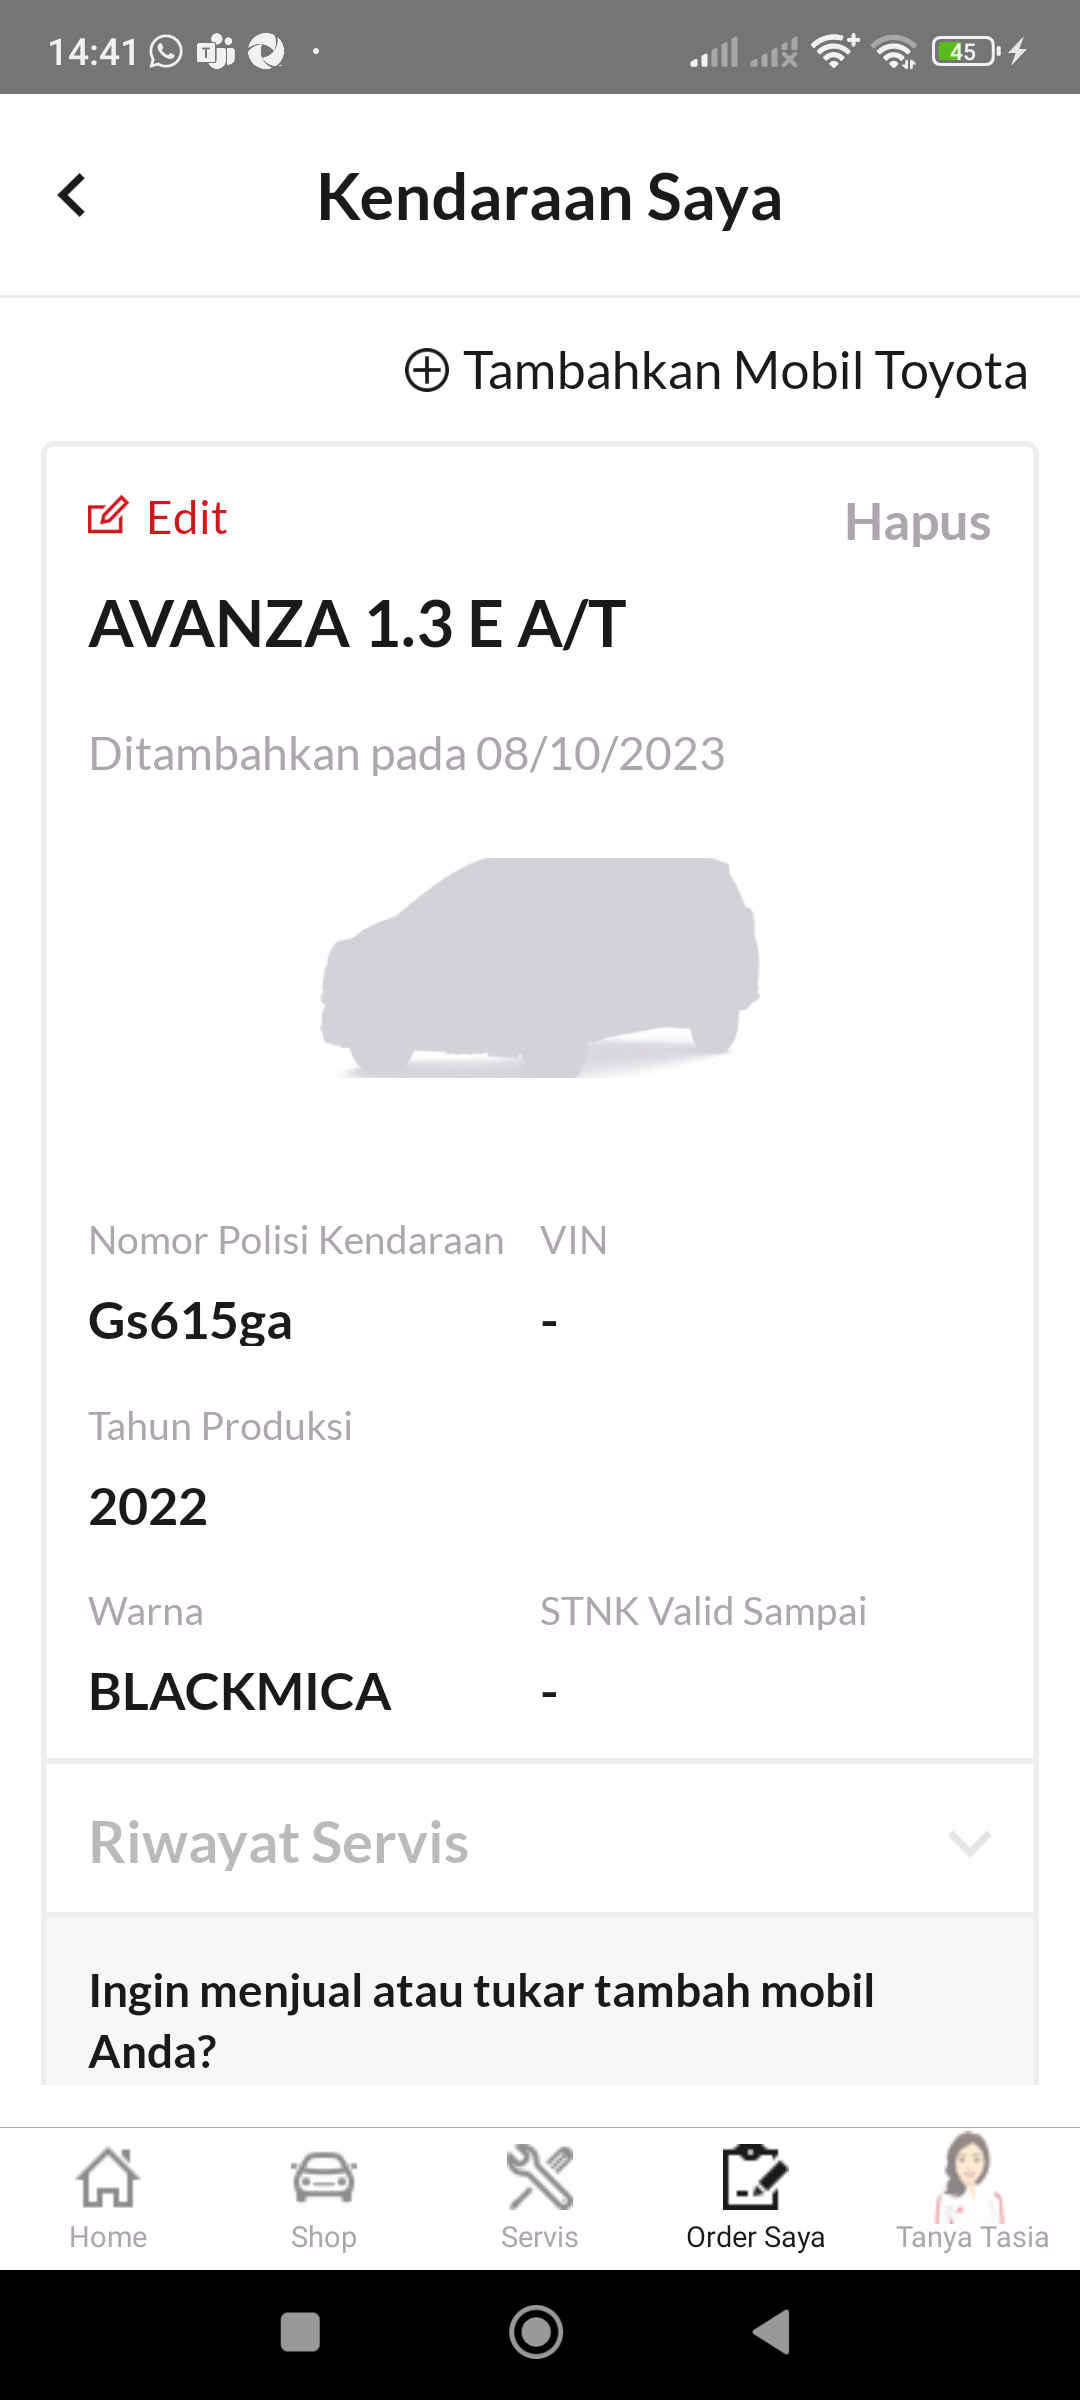 14:41
45
Kendaraan Saya
Tambahkan Mobil Toyota
Edit
Hapus
AVANZA 1.3 E A/T
Ditambahkan pada 08/10/2023
Nomor Polisi Kendaraan VIN
Gs615ga -
Tahun Produksi
2022
Warna STNK Valid Sampai
BLACKMICA -
Riwayat Servis
Ingin menjual atau tukar tambah mobil
Anda?
Home Shop Servis Order Saya Tanya Tasia